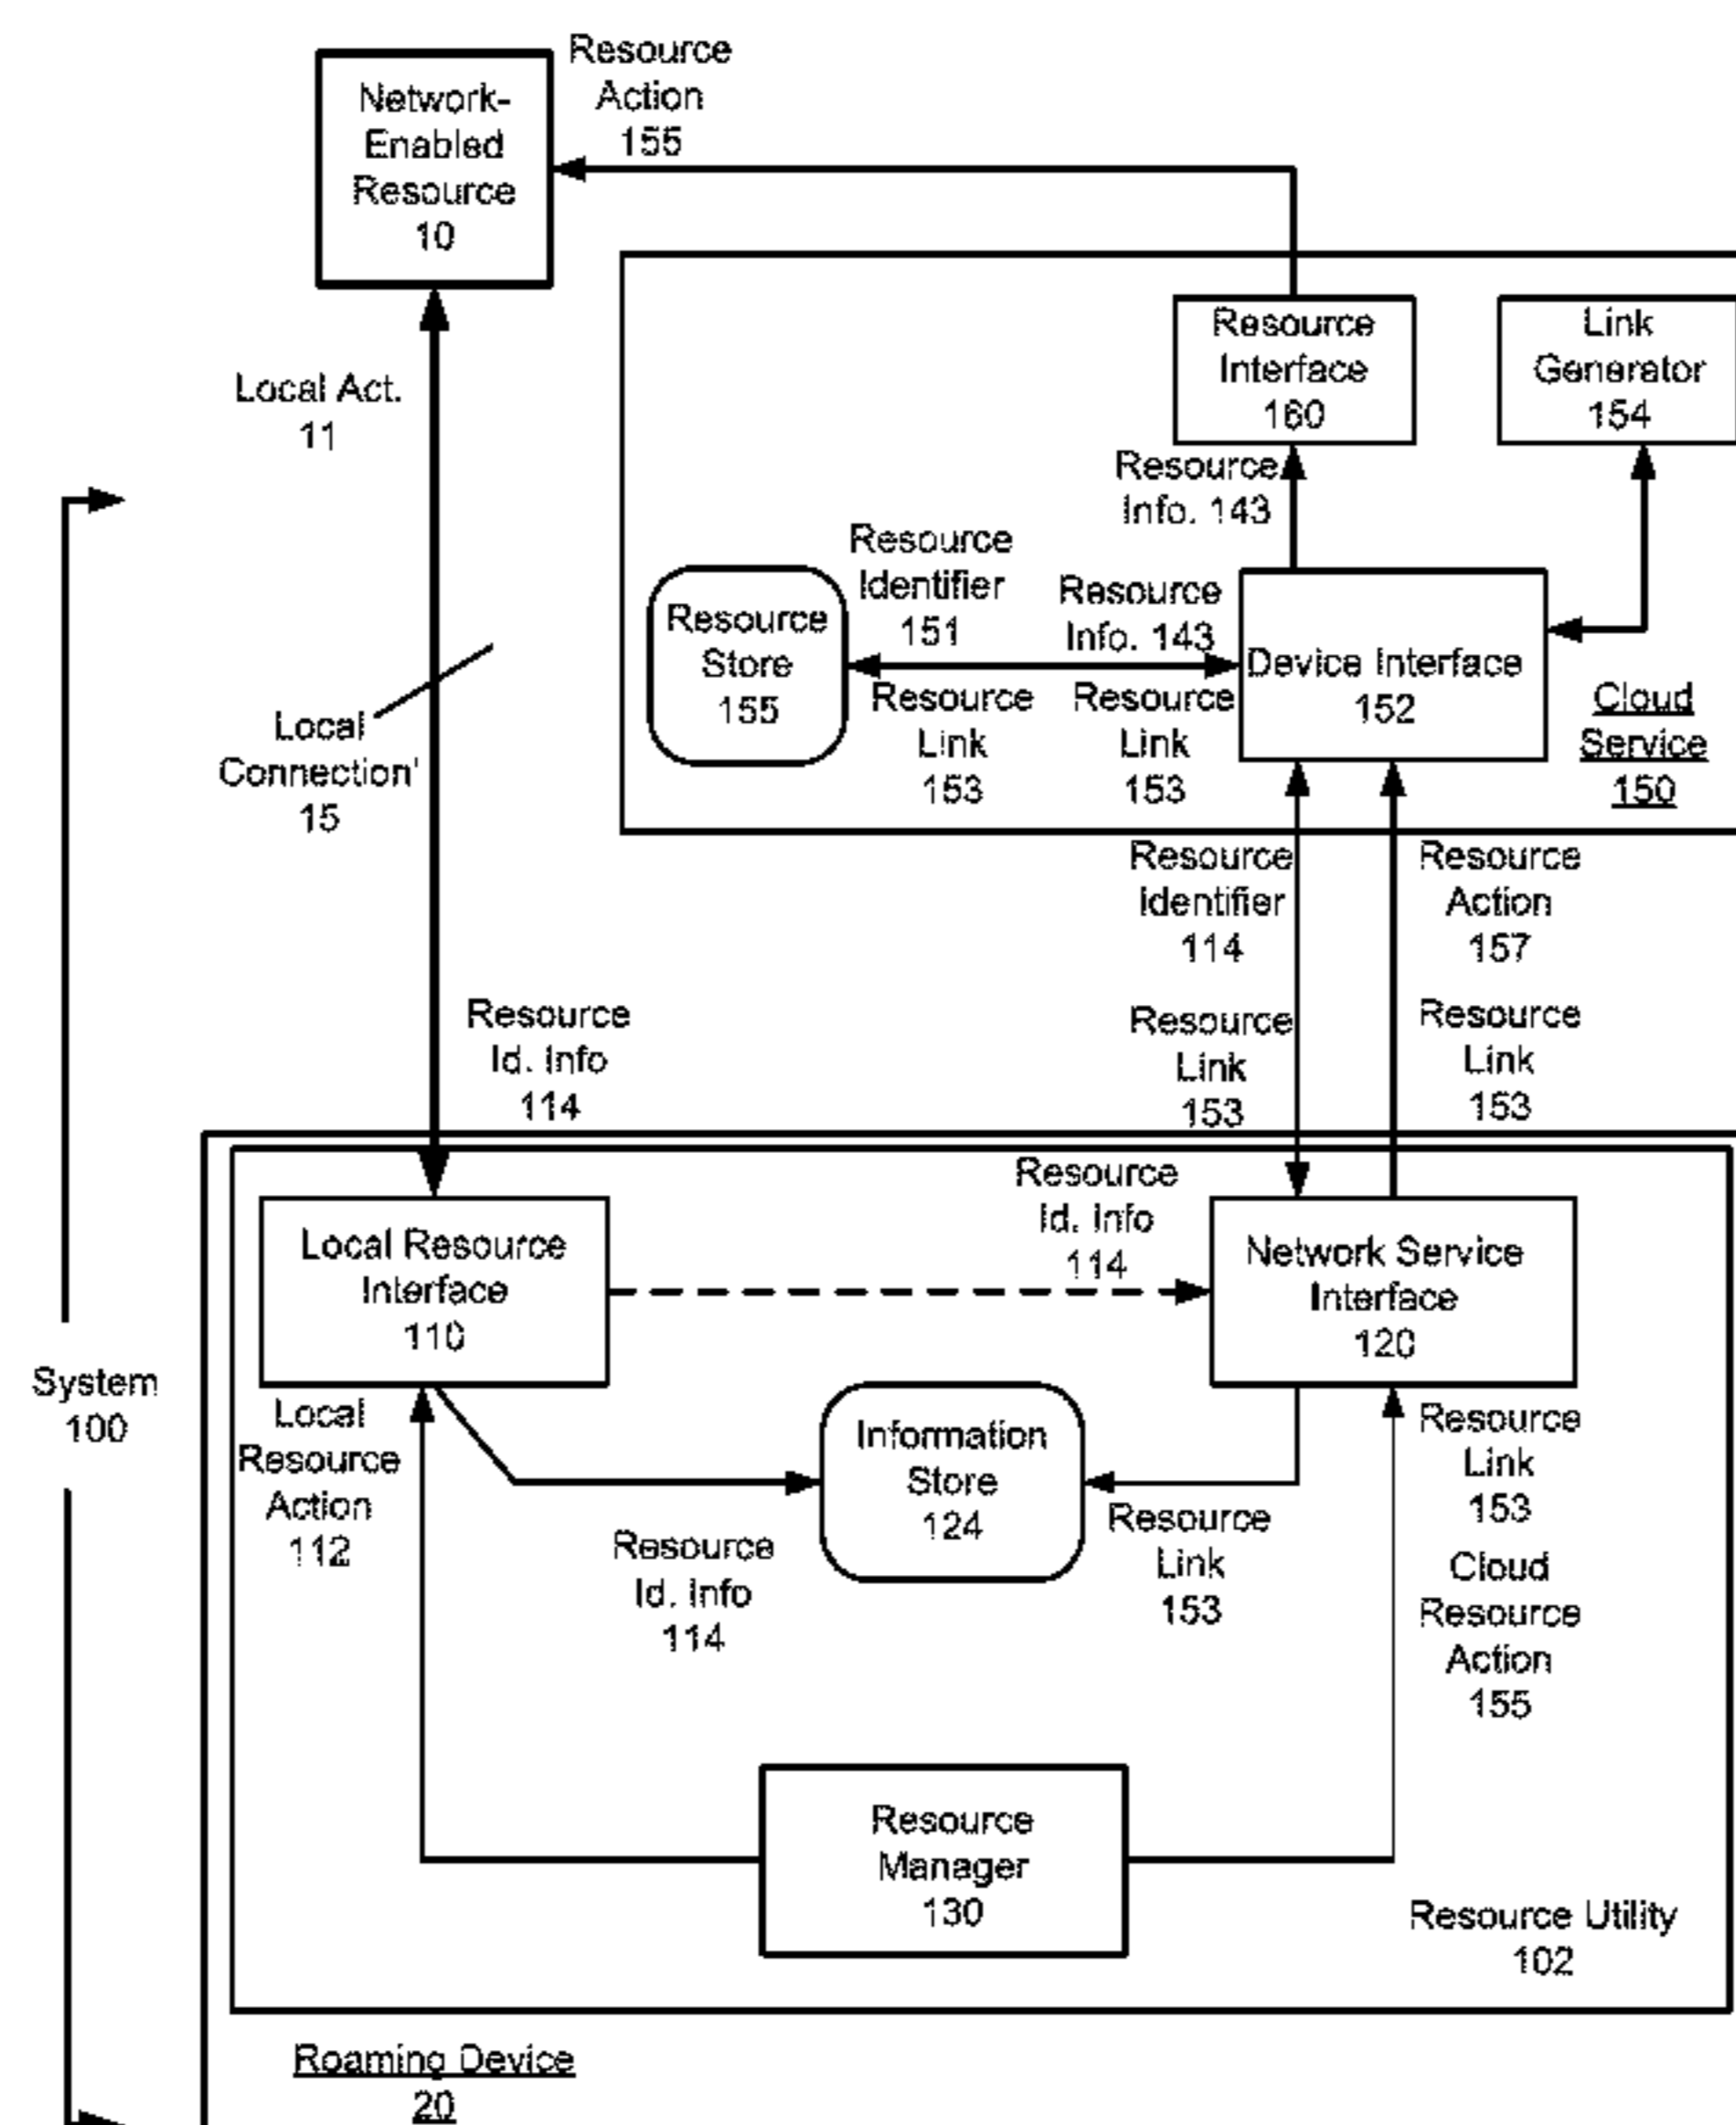 Network-
Enabled
Resource
10
Resource
Action
155
Local Act.
11
Resource
Interface
160
Link
Generator
154
Resource
Info. 143
Resource
Identifier
151
Resource
Info. 143
Resource
Store
155
Resource
Link
153
Resource
Link
153
Device Interface
152
Cloud
Service
150
Local
Connection'
15
Resource
Identifier
114
Resource
Action
157
Resource
Link
153
Resource
Link
153
Resource
Id. Info
114
Local Resource
Interface
110
Resource
Id. Info
114
Network Service
Interface
120
System
100
Local
Resource
Action
112
Information
Store
124
Resource
Id. Info
114
Resource
Link
153
Resource
Link
153
Cloud
Resource
Action
155
Resource
Manager
130
Resource Utility
102
Roaming Device
20